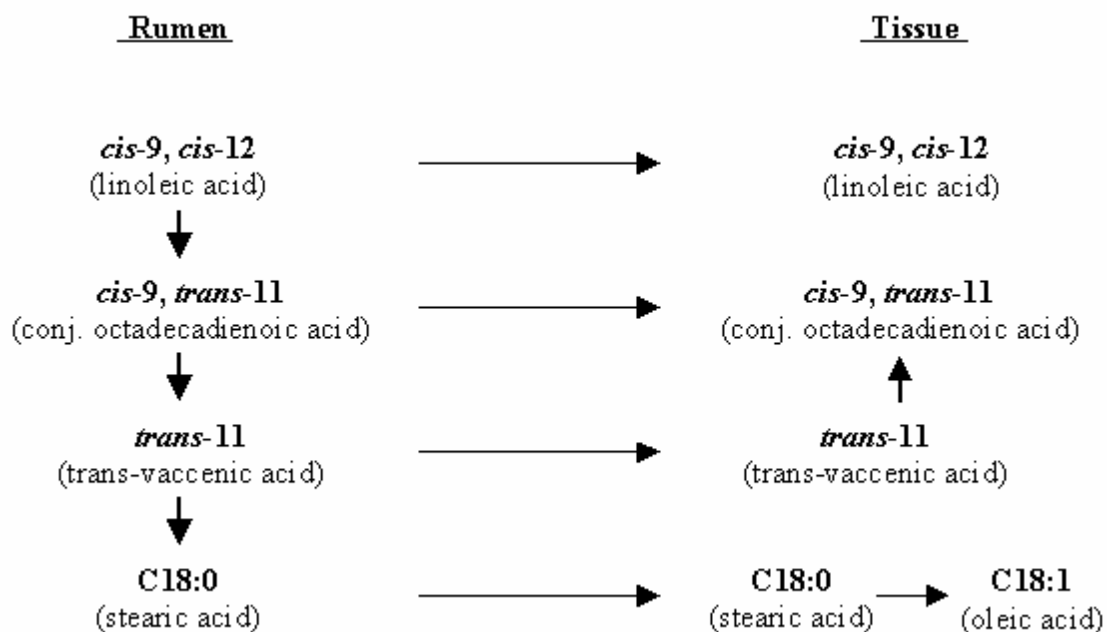 Rumen Tissue
cis-9, cis-12 cis-9, cis-12
(linoleic acid) (linoleic acid)
cis-9, trans-11 cis-9, trans-11
(conj. octadecadienoic acid) (conj. octadecadienoic acid)
trans-11 trans-11
(trans-vaccenic acid) (trans-vaccenic acid)
C18:0 C18:0 C18:1
(stearic acid) (stearic acid) (oleic acid)